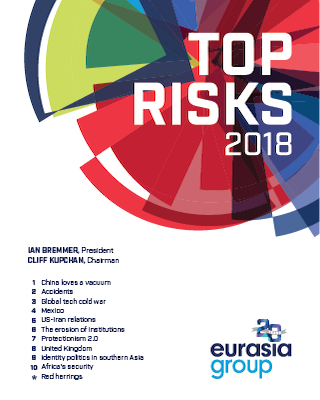 TOP
RISKS
2018
IAN BREMMER, President
CLIFF KUPCHAN, Chairman
1 China loves a vacuum
2 Accidents
3 Global tech cold war
4 Mexico
5 US-Iran relations
6 The erosion of institutions
7 Protectionism 2.0
8 United Kingdom
9 Identity politics in southern Asia
10 Africa's security
* Red herrings
20
eurasia
group